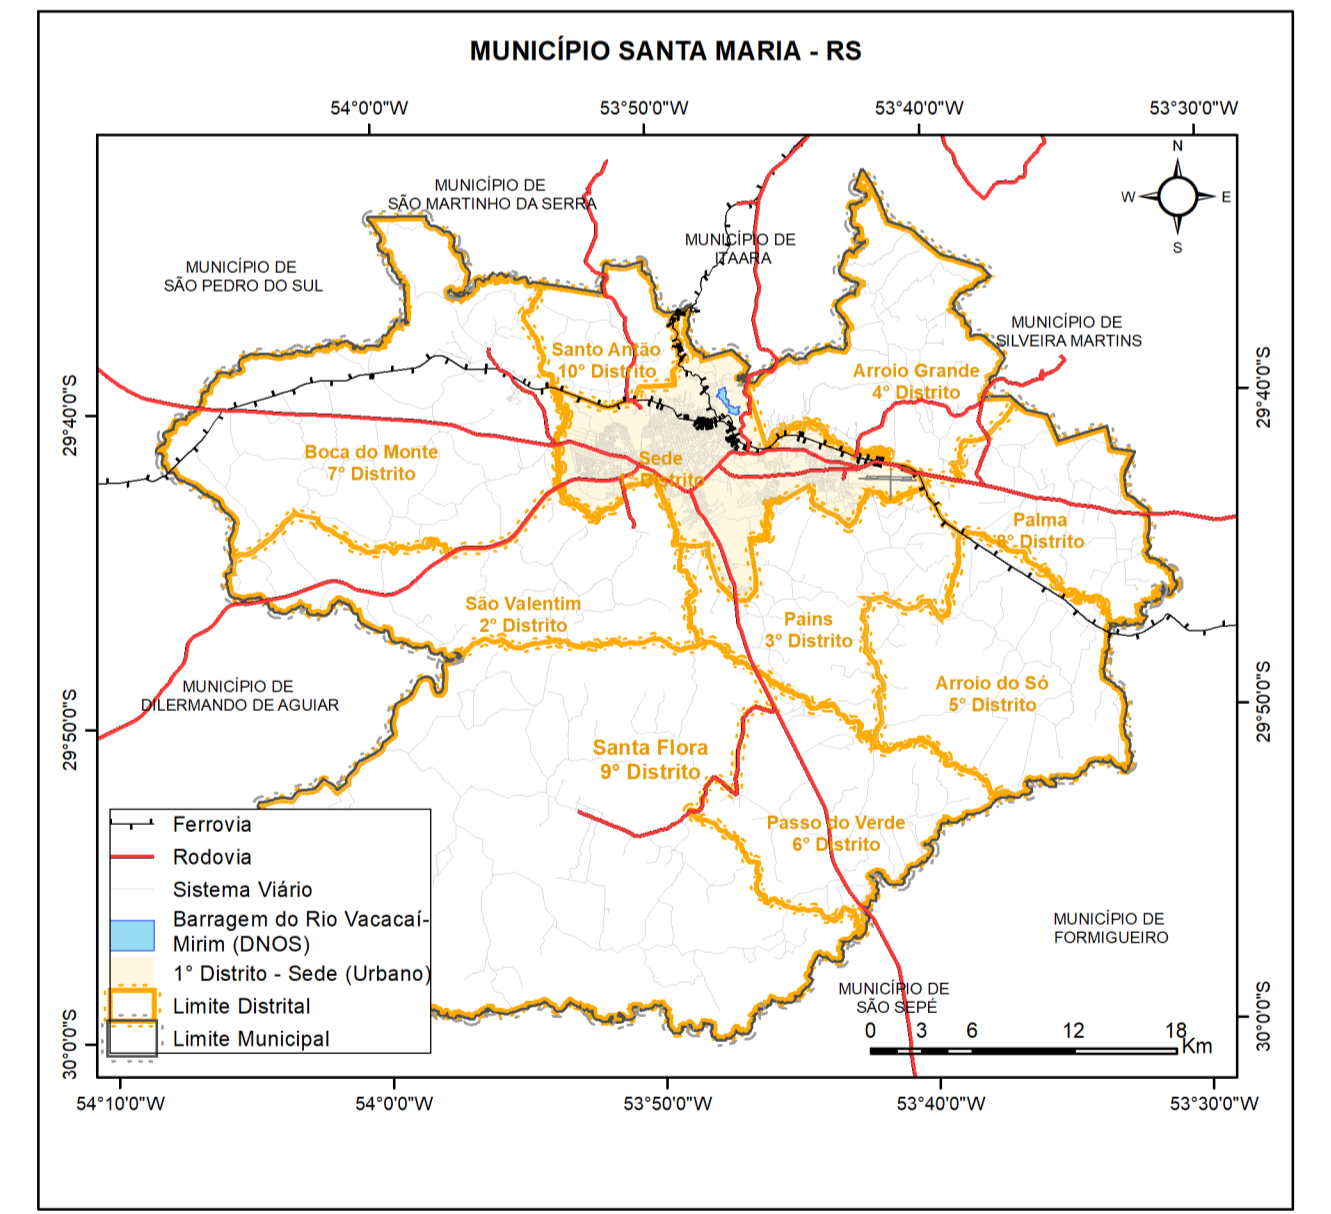 MUNICÍPIO SANTA MARIA - RS
54°0'0"W
53°50'0"W
53°40'0"W
53°30'0"W
N
W
E
S
MUNICÍPIO DE
SÃO MARTINHO DA SERRA
MUNICÍPIO DE
ITAARA
MUNICÍPIO DE
SÃO PEDRO DO SUL
MUNICÍPIO DE
SILVEIRA MARTINS
Santo Antão
10° Distrito
Arroio Grande
4° Distrito
29°40'0"S
29°40'0"S
Boca do Monte
7° Distrito
Sede
Distrito
Palma
8° Distrito
São Valentim
2° Distrito
Pains
3° Distrito
MUNICÍPIO DE
DILERMANDO DE AGUIAR
Arroio do Só
5° Distrito
29°50'0"S
29°50'0"S
Santa Flora
9° Distrito
Passo do Verde
6° Distrito
Ferrovia
Rodovia
Sistema Viário
Barragem do Rio Vacacaí-
Mirim (DNOS)
1° Distrito - Sede (Urbano)
Limite Distrital
Limite Municipal
MUNICÍPIO DE
FORMIGUEIRO
MUNICÍPIO DE
SÃO SEPÉ
0 3 6 12 18
Km
30°0'0"S
30°0'0"S
54°10'0"W
54°0'0"W
53°50'0"W
53°40'0"W
53°30'0"W